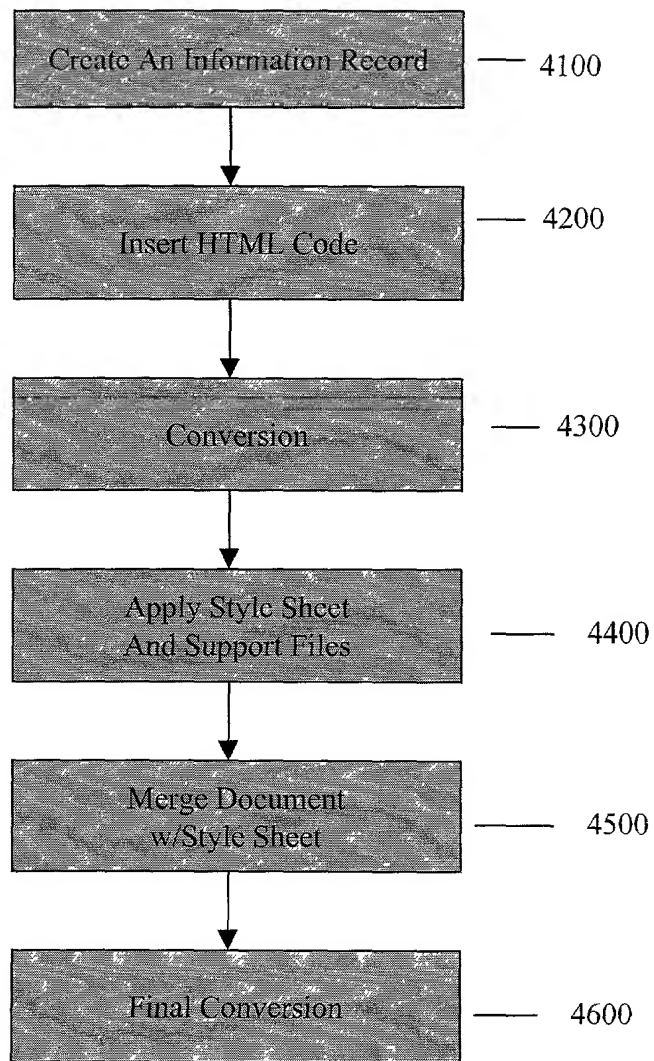 Create An Information Record
4100
Insert HTML Code
4200
Conversion
4300
Apply Style Sheet
And Support Files
4400
Merge Document
w/Style Sheet
4500
Final Conversion
4600